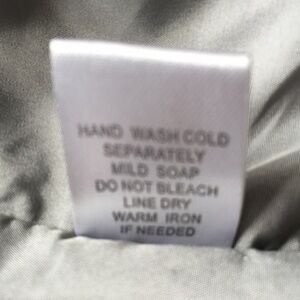 HAND WASH COLD
SEPARATELY
MILD SOAP
DO NOT BLEACH
LINE DRY
WARM IRON
IF NEEDED